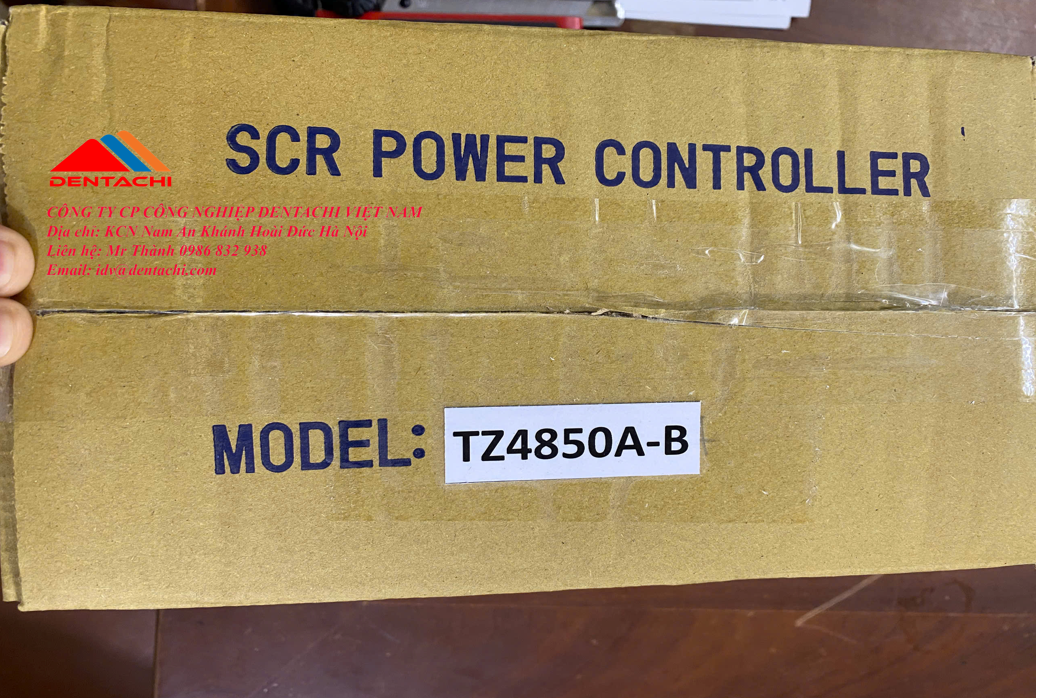 SCR POWER CONTROLLER
DENTACHI
CÔNG TY CP CÔNG NGHIỆP DENTACHI VIỆT NAM
Địa chỉ: KCN Nam An Khánh Hoài Đức Hà Nội
Liên hệ: Mr Thành 0986 832 938
Email: idv@dentachi.com
MODEL: TZ4850A-B